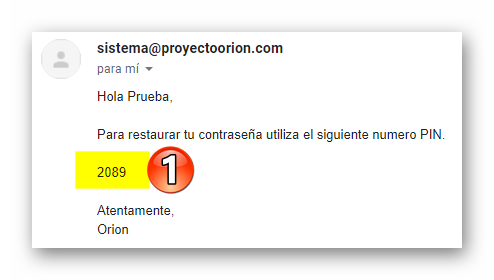 sistema@proyectoorion.com
para mí
Hola Prueba,
Para restaurar tu contraseña utiliza el siguiente numero PIN.
2089
1
Atentamente,
Orion